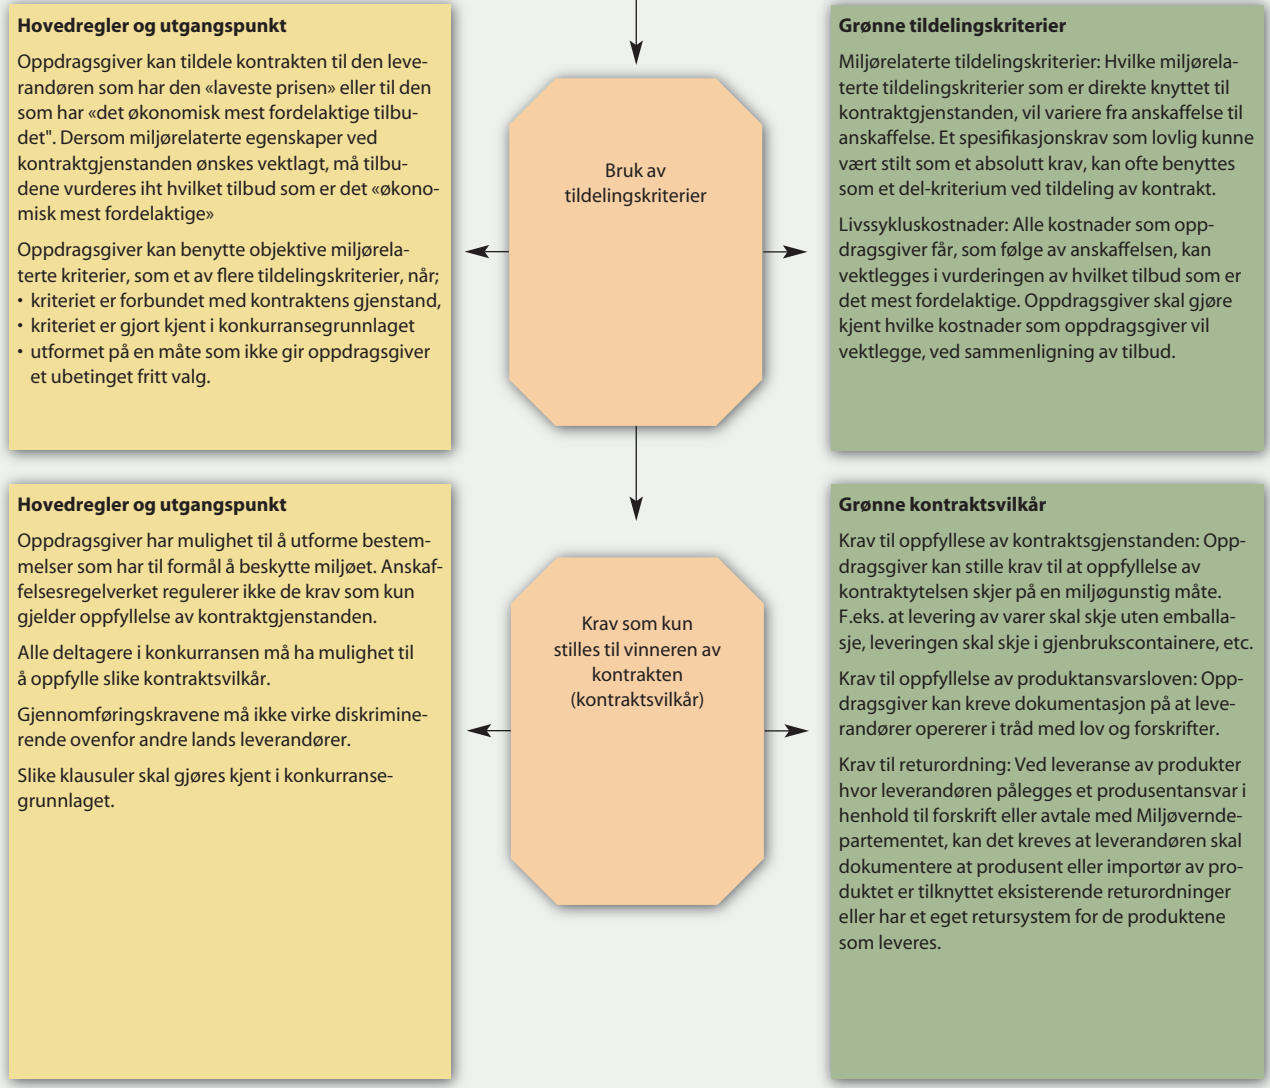 Hovedregler og utgangspunkt
Oppdragsgiver kan tildele kontrakten til den leve-
randøren som har den «laveste prisen» eller til den
som har «det økonomisk mest fordelaktige tilbu-
det". Dersom miljørelaterte egenskaper ved
kontraktgjenstanden ønskes vektlagt, må tilbu-
dene vurderes iht hvilket tilbud som er det «økono-
misk mest fordelaktige»
Oppdragsgiver kan benytte objektive miljørela-
terte kriterier, som et av flere tildelingskriterier, når;
• kriteriet er forbundet med kontraktens gjenstand,
• kriteriet er gjort kjent i konkurransegrunnlaget
• utformet på en måte som ikke gir oppdragsgiver
et ubetinget fritt valg.
Bruk av
tildelingskriterier
Grønne tildelingskriterier
Miljørelaterte tildelingskriterier: Hvilke miljørela-
terte tildelingskriterier som er direkte knyttet til
kontraktgjenstanden, vil variere fra anskaffelse til
anskaffelse. Et spesifikasjonskrav som lovlig kunne
vært stilt som et absolutt krav, kan ofte benyttes
som et del-kriterium ved tildeling av kontrakt.
Livssykluskostnader: Alle kostnader som opp-
dragsgiver får, som følge av anskaffelsen, kan
vektlegges i vurderingen av hvilket tilbud som er
det mest fordelaktige. Oppdragsgiver skal gjøre
kjent hvilke kostnader som oppdragsgiver vil
vektlegge, ved sammenligning av tilbud.
Hovedregler og utgangspunkt
Oppdragsgiver har mulighet til å utforme bestem-
melser som har til formål å beskytte miljøet. Anskaf-
felsesregelverket regulerer ikke de krav som kun
gjelder oppfyllelse av kontraktgjenstanden.
Alle deltagere i konkurransen må ha mulighet til
å oppfylle slike kontraktsvilkår.
Gjennomføringskravene må ikke virke diskrimine-
rende ovenfor andre lands leverandører.
Slike klausuler skal gjøres kjent i konkurranse-
grunnlaget.
Krav som kun
stilles til vinneren av
kontrakten
(kontraktsvilkår)
Grønne kontraktsvilkår
Krav til oppfyllese av kontraktsgjenstanden: Opp-
dragsgiver kan stille krav til at oppfyllelse av
kontraktytelsen skjer på en miljøgunstig måte.
F.eks. at levering av varer skal skje uten emballa-
sje, leveringen skal skje i gjenbrukscontainere, etc.
Krav til oppfyllelse av produktansvarsloven: Opp-
dragsgiver kan kreve dokumentasjon på at leve-
randører opererer i tråd med lov og forskrifter.
Krav til returordning: Ved leveranse av produkter
hvor leverandøren pålegges et produsentansvar i
henhold til forskrift eller avtale med Miljøvernde-
partementet, kan det kreves at leverandøren skal
dokumentere at produsent eller importør av pro-
duktet er tilknyttet eksisterende returordninger
eller har et eget retursystem for de produktene
som leveres.